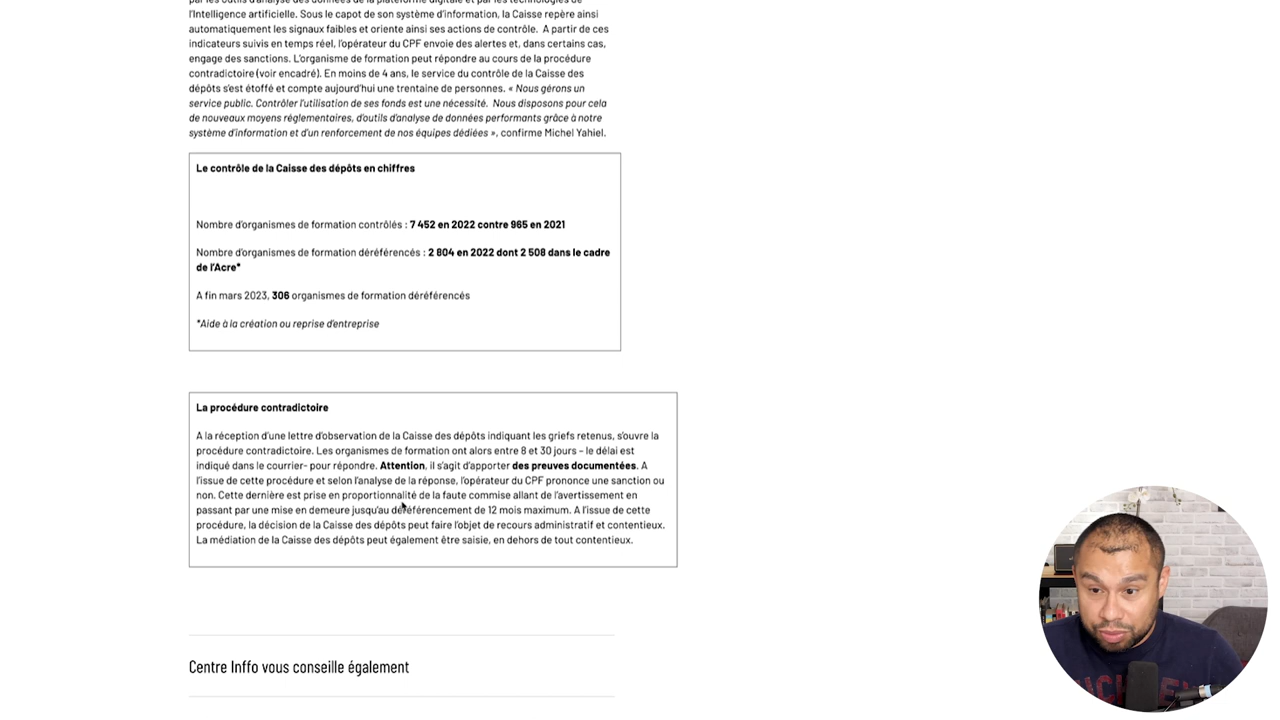 par les outils d'analyse des données de la plateforme digitale et par les technologies de
l'Intelligence artificielle. Sous le capot de son système d'information, la Caisse repère ainsi
automatiquement les signaux faibles et oriente ainsi ses actions de contrôle. A partir de ces
indicateurs suivis en temps réel, l'opérateur du CPF envoie des alertes et, dans certains cas,
engage des sanctions. L'organisme de formation peut répondre au cours de la procédure
contradictoire (voir encadré). En moins de 4 ans, le service du contrôle de la Caisse des
dépôts s'est étoffé et compte aujourd'hui une trentaine de personnes. « Nous gérons un
service public. Contrôler l'utilisation de ses fonds est une nécessité. Nous disposons pour cela
de nouveaux moyens réglementaires, d'outils d'analyse de données performants grâce à notre
système d'information et d'un renforcement de nos équipes dédiées », confirme Michel Yahiel.
Le contrôle de la Caisse des dépôts en chiffres
Nombre d'organismes de formation contrôlés : 7 452 en 2022 contre 965 en 2021
Nombre d'organismes de formation déréférencés : 2 804 en 2022 dont 2 508 dans le cadre
de l'Acre*
A fin mars 2023, 306 organismes de formation déréférencés
*Aide à la création ou reprise d'entreprise
La procédure contradictoire
A la réception d'une lettre d'observation de la Caisse des dépôts indiquant les griefs retenus, s'ouvre la
procédure contradictoire. Les organismes de formation ont alors entre 8 et 30 jours – le délai est
indiqué dans le courrier- pour répondre. Attention, il s'agit d'apporter des preuves documentées. A
l'issue de cette procédure et selon l'analyse de la réponse, l'opérateur du CPF prononce une sanction ou
non. Cette dernière est prise en proportionnalité de la faute commise allant de l'avertissement en
passant par une mise en demeure jusqu'au déréférencement de 12 mois maximum. A l'issue de cette
procédure, la décision de la Caisse des dépôts peut faire l'objet de recours administratif et contentieux.
La médiation de la Caisse des dépôts peut également être saisie, en dehors de tout contentieux.
Centre Inffo vous conseille également